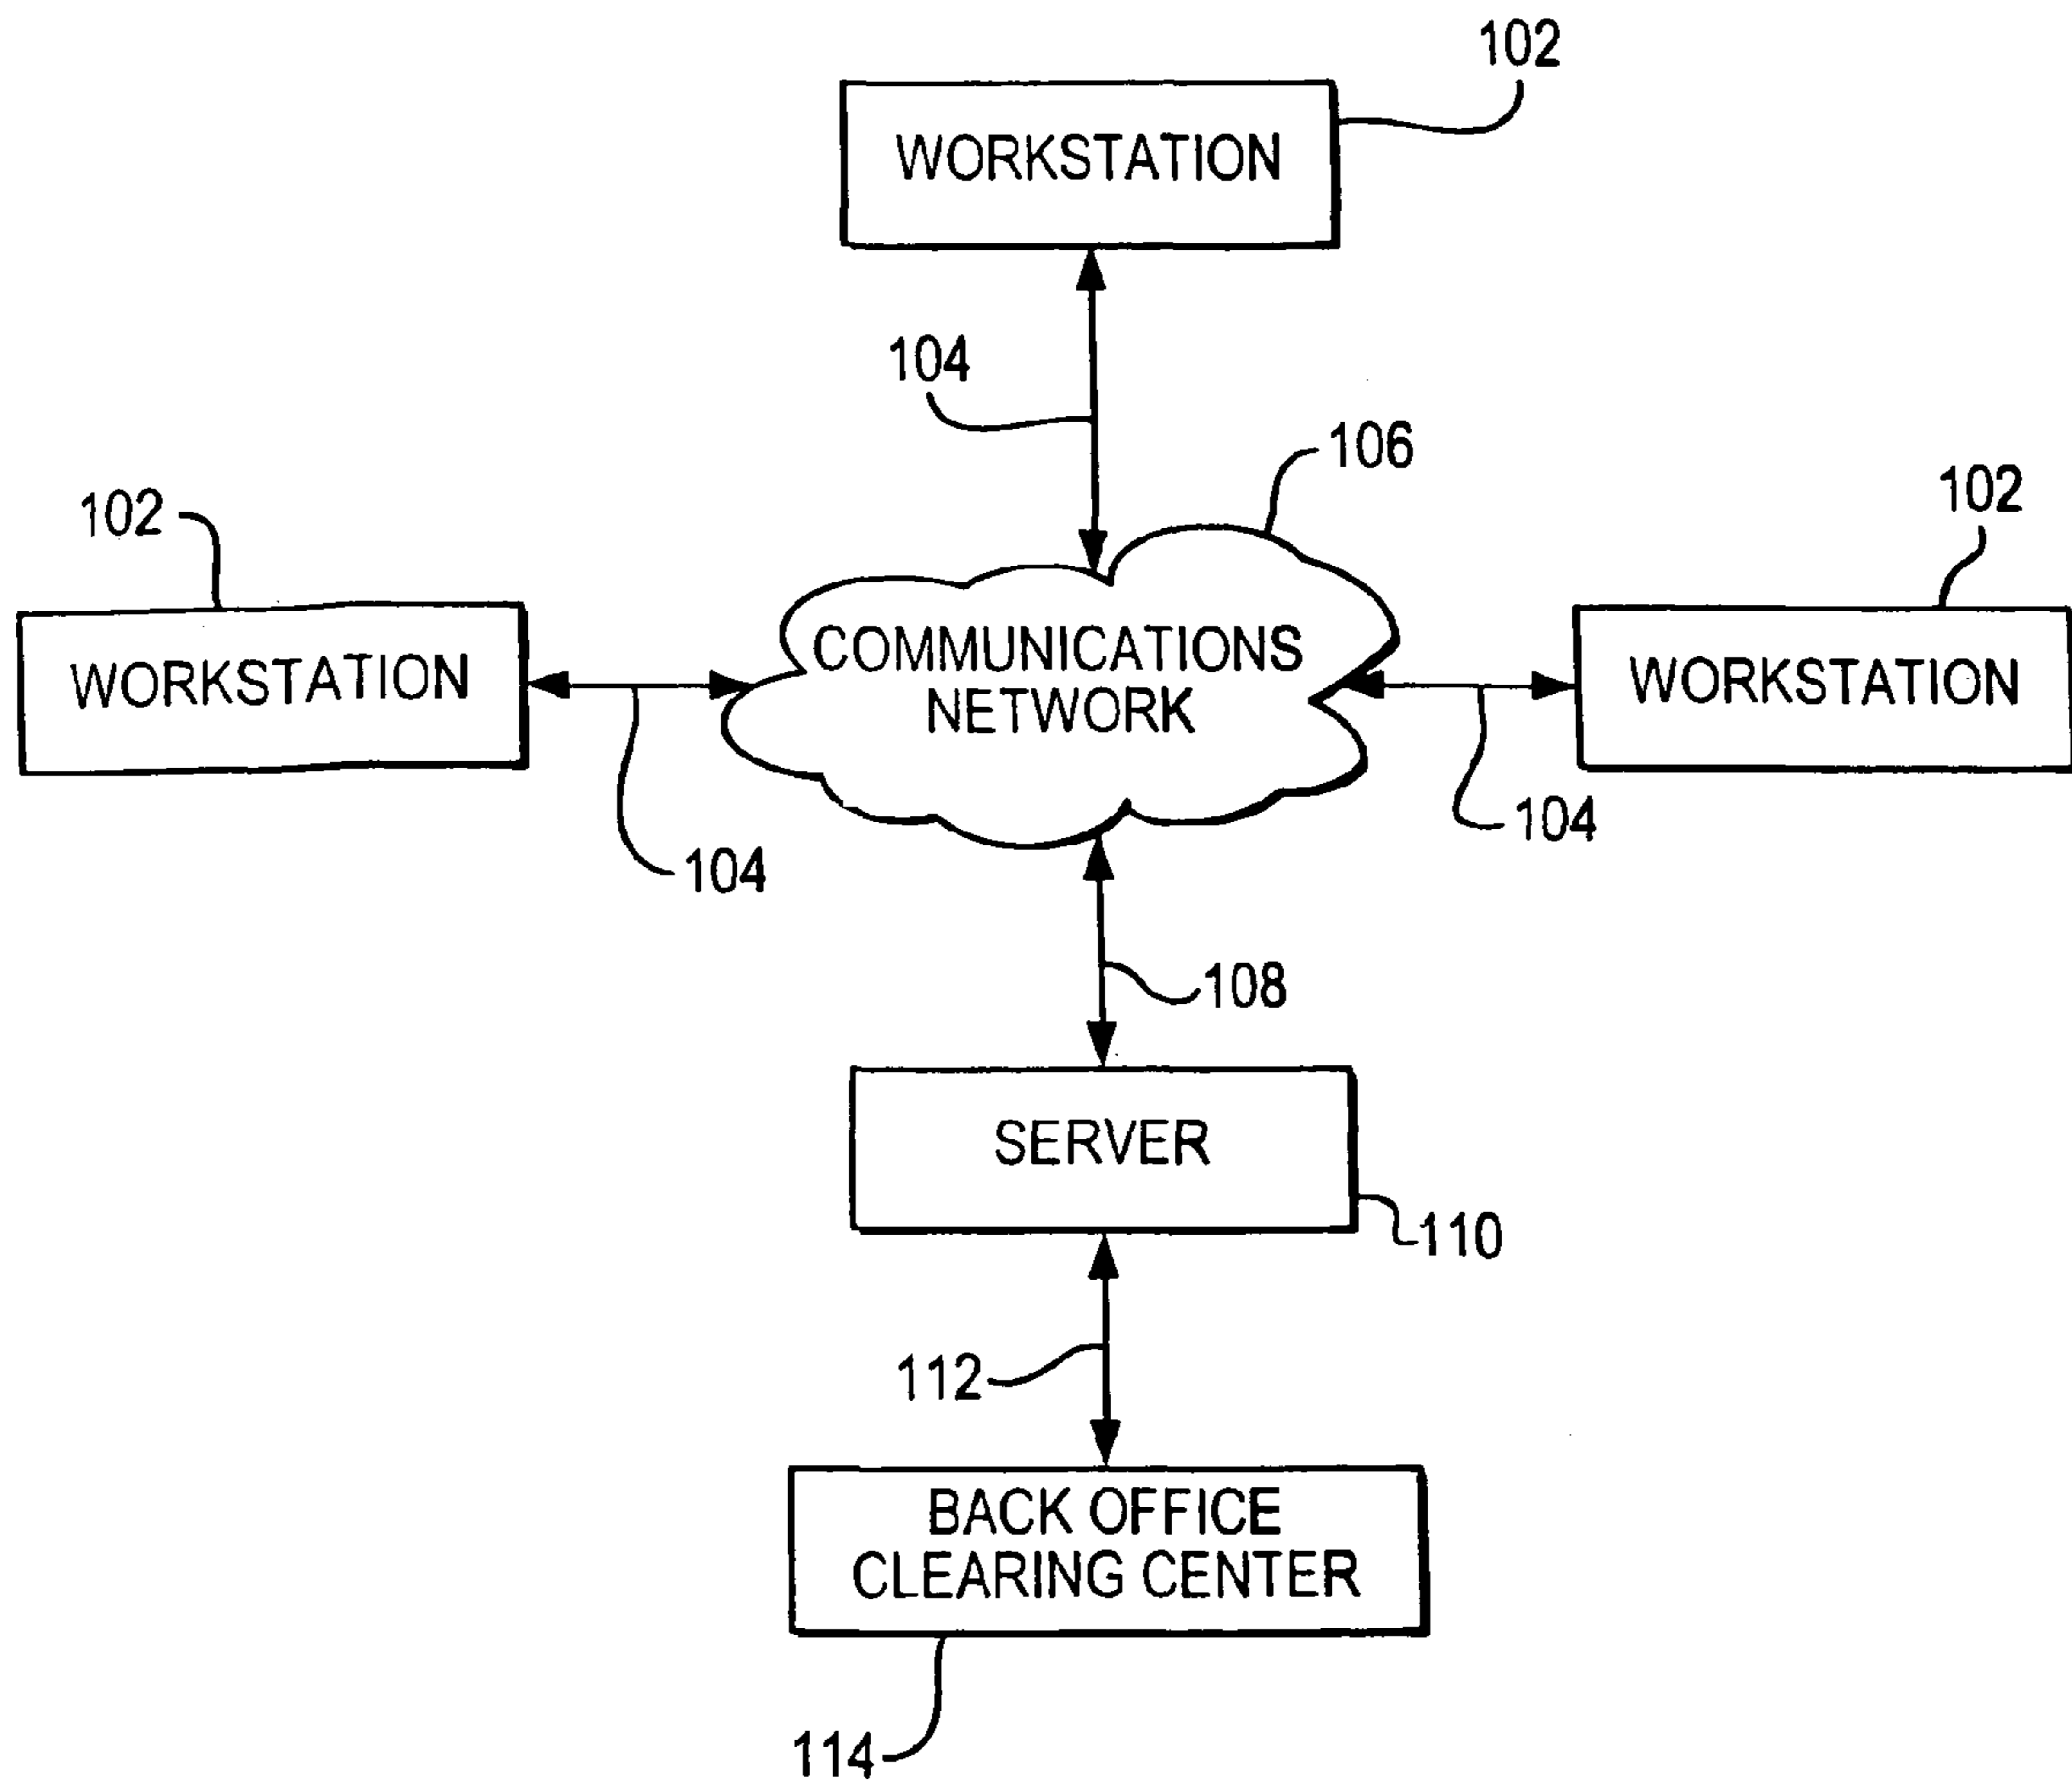 102
WORKSTATION
104
106
102
102
WORKSTATION
COMMUNICATIONS
NETWORK
WORKSTATION
104
104
108
SERVER
110
112
BACK OFFICE
CLEARING CENTER
114